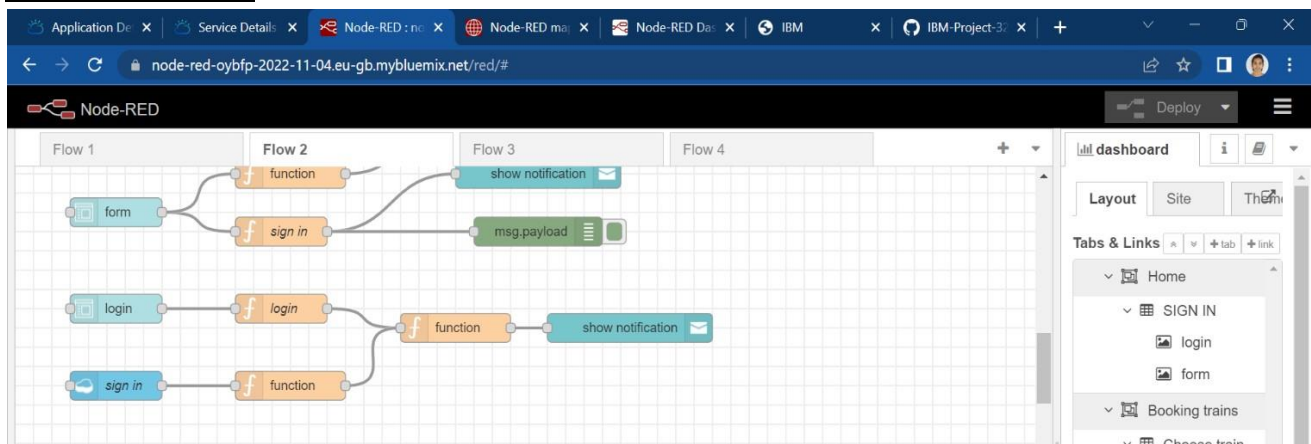 Application De
Service Details
Node-RED : no
Node-RED ma
Node-RED Das
IBM
IBM-Project-32
node-red-oybfp-2022-11-04.eu-gb.mybluemix.net/red/#
Node-RED
Deploy
Flow 1
Flow 2
Flow 3
Flow 4
dashboard
i
function
show notification
form
sign in
msg.payload
login
login
function
show notification
sign in
function
Layout
Site
Theme
Tabs & Links
+ tab
+ link
Home
SIGN IN
login
form
Booking trains
Choose train